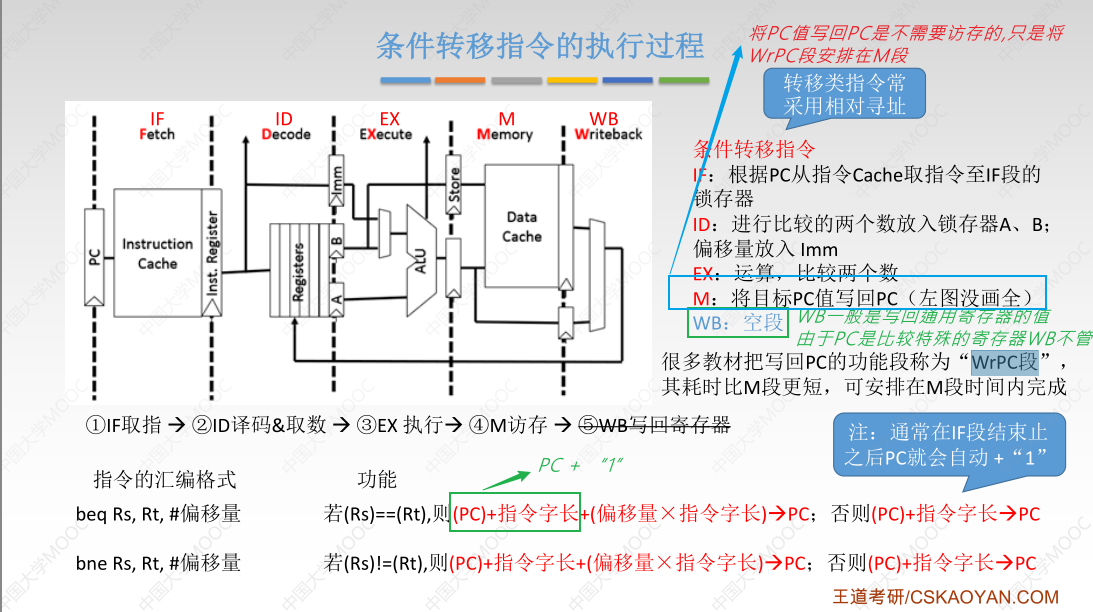 条件转移指令的执行过程
将PC值写回PC是不需要访存的,只是将
WrPC段安排在M段
转移类指令常
采用相对寻址
IF
Fetch
ID
Decode
EX
EXecute
M
Memory
WB
Writeback
PC
Instruction
Cache
Inst. Register
Registers
Imm
B
A
ALU
Store
Data
Cache
条件转移指令
IF：根据PC从指令Cache取指令至IF段的
锁存器
ID：进行比较的两个数放入锁存器A、B；
偏移量放入 Imm
EX：运算，比较两个数
M：将目标PC值写回PC（左图没画全）
WB：空段
WB一般是写回通用寄存器的值
由于PC是比较特殊的寄存器WB不管
很多教材把写回PC的功能段称为“WrPC段”，
其耗时比M段更短，可安排在M段时间内完成
①IF取指 → ②ID译码&取数 → ③EX 执行→ ④M访存 → ⑤WB写回寄存器
注：通常在IF段结束止
之后PC就会自动 +“1”
PC + “1”
指令的汇编格式 功能
beq Rs, Rt, #偏移量 若(Rs)==(Rt),则(PC)+指令字长+(偏移量×指令字长)→PC；否则(PC)+指令字长→PC
bne Rs, Rt, #偏移量 若(Rs)!=(Rt),则(PC)+指令字长+(偏移量×指令字长)→PC；否则(PC)+指令字长→PC
王道考研/CSKAOYAN.COM
中国大学MOOC